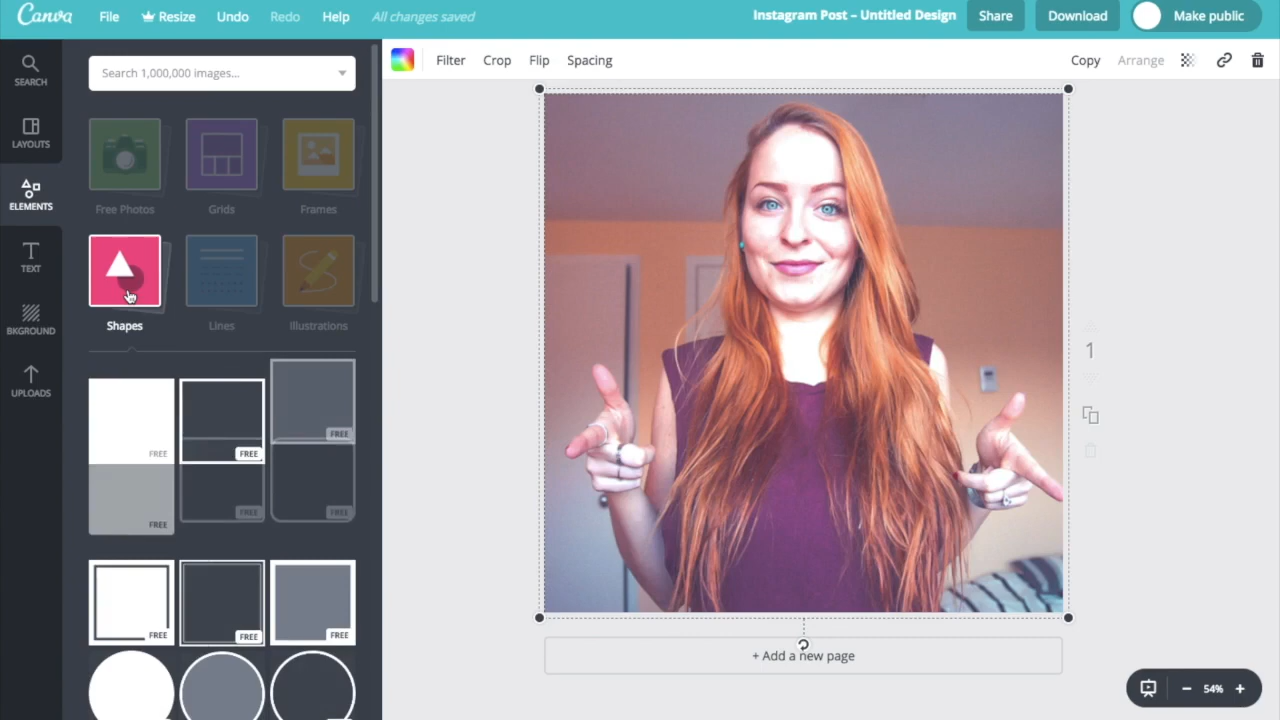 Canva
File
Resize
Undo
Redo
Help
All changes saved
Instagram Post – Untitled Design
Share
Download
Make public
SEARCH
LAYOUTS
ELEMENTS
TEXT
BKGROUND
UPLOADS
Search 1,000,000 images...
Free Photos
Grids
Frames
Shapes
Lines
Illustrations
FREE
FREE
FREE
FREE
FREE
FREE
FREE
FREE
FREE
Filter
Crop
Flip
Spacing
Copy
Arrange
1
+ Add a new page
54%